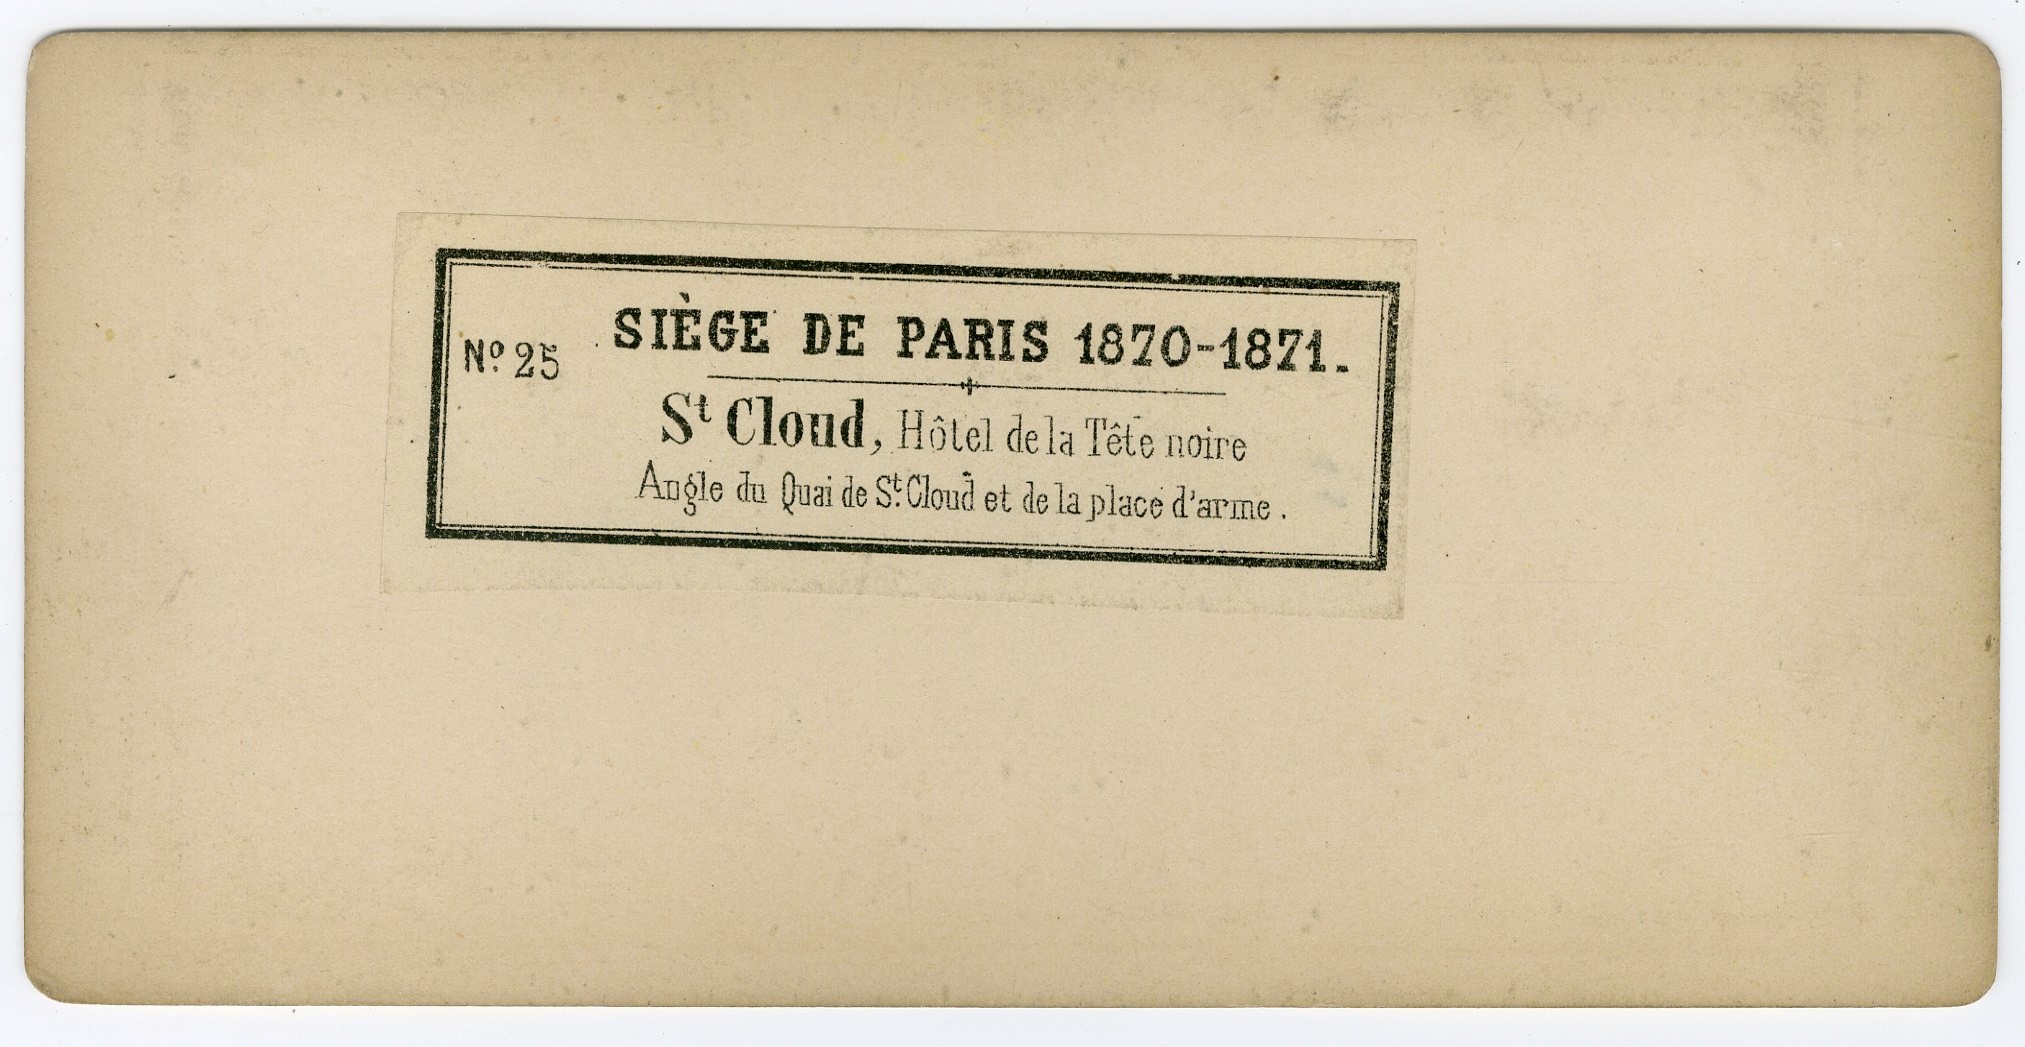 Nº 25
SIÈGE DE PARIS 1870-1871.
St Cloud, Hôtel de la Tête noire
Angle du Quai de St. Cloud et de la place d'arme.